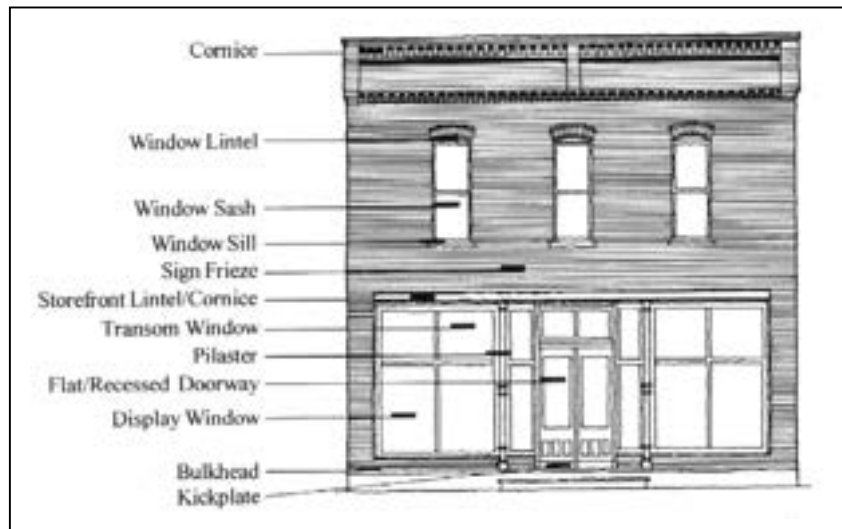 Cornice
Window Lintel
Window Sash
Window Sill
Sign Frieze
Storefront Lintel/Cornice
Transom Window
Pilaster
Flat/Recessed Doorway
Display Window
Bulkhead
Kickplate